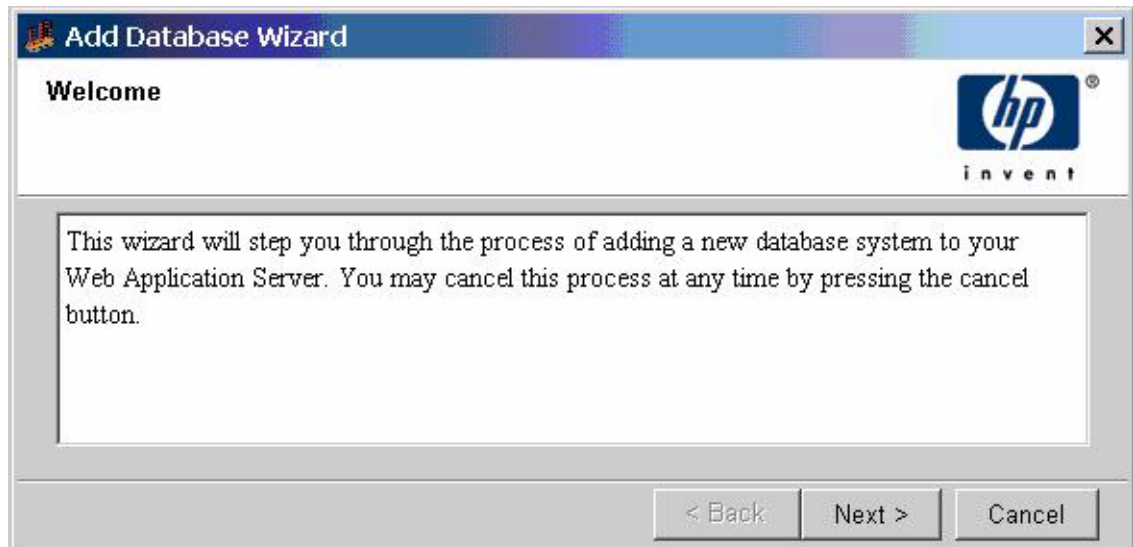 Add Database Wizard
Welcome
hp
®
invent
This wizard will step you through the process of adding a new database system to your
Web Application Server. You may cancel this process at any time by pressing the cancel
button.
< Back
Next >
Cancel